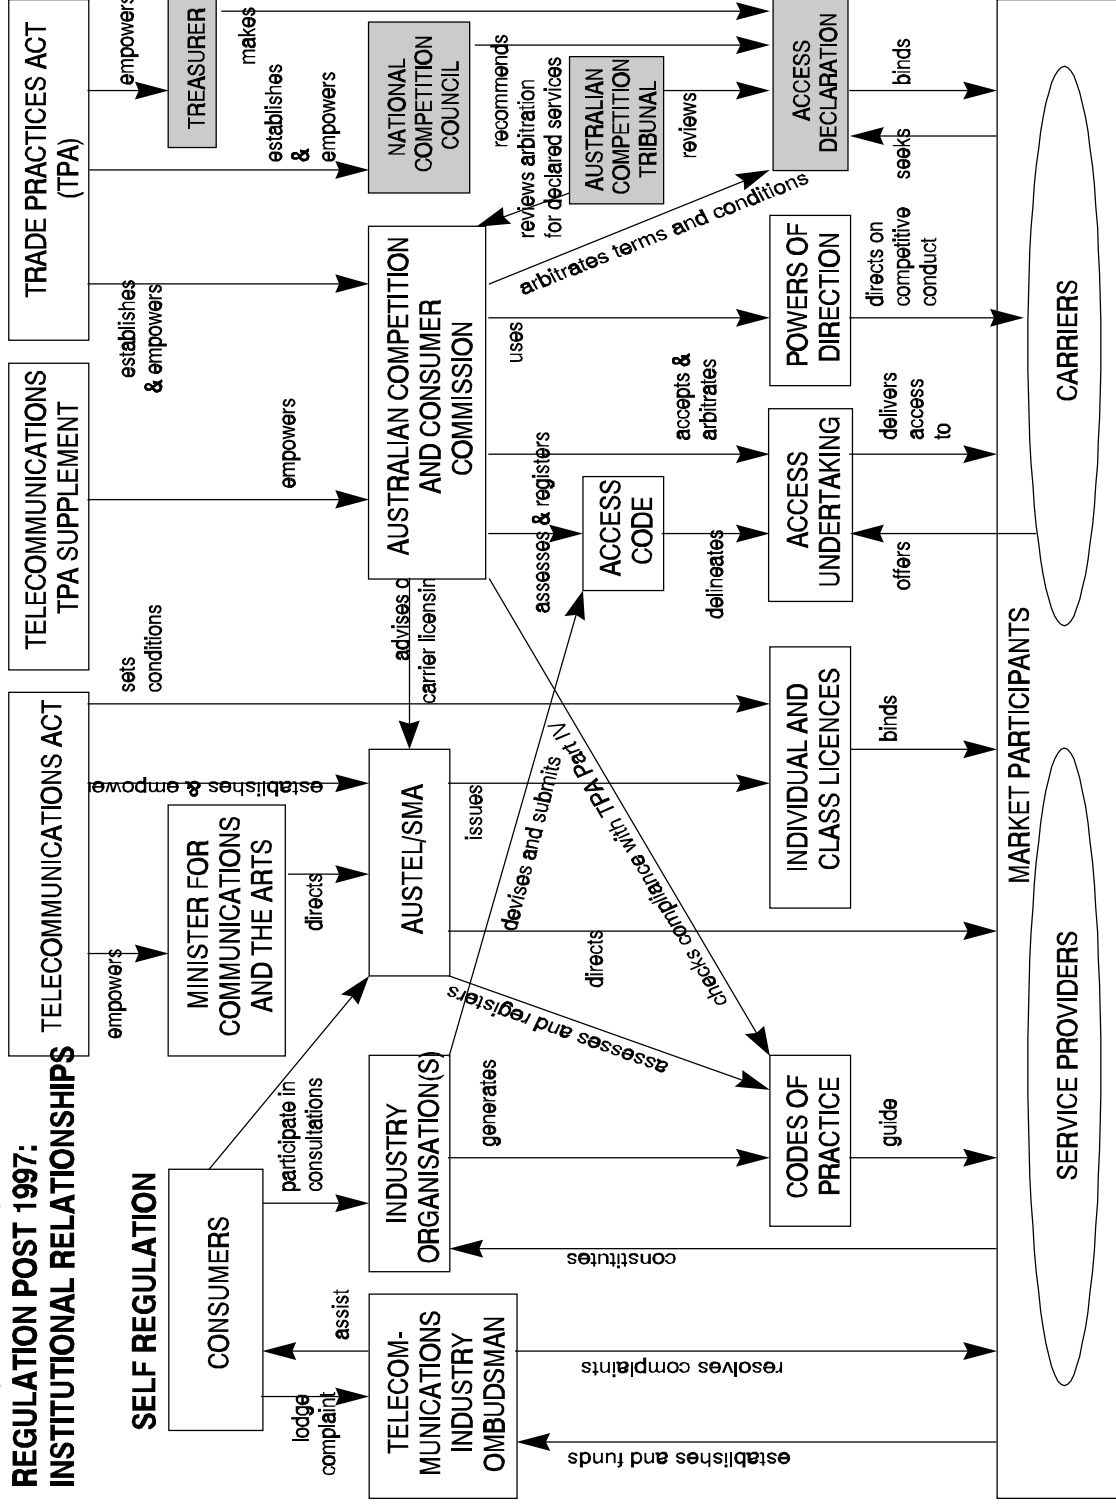 REGULATION POST 1997:
INSTITUTIONAL RELATIONSHIPS
SELF REGULATION
TELECOMMUNICATIONS ACT
TELECOMMUNICATIONS
TPA SUPPLEMENT
TRADE PRACTICES ACT
(TPA)
empowers
establishes & empower
sets
conditions
empowers
establishes
& empowers
establishes
&
empowers
empowers
makes
CONSUMERS
MINISTER FOR
COMMUNICATIONS
AND THE ARTS
TREASURER
lodge
complaint
assist
participate in
consultations
directs
TELECOM-
MUNICATIONS
INDUSTRY
OMBUDSMAN
INDUSTRY
ORGANISATION(S)
AUSTEL/SMA
advises o
carrier licensin
AUSTRALIAN COMPETITION
AND CONSUMER
COMMISSION
NATIONAL
COMPETITION
COUNCIL
recommends
reviews arbitration
for declared services
AUSTRALIAN
COMPETITION
TRIBUNAL
reviews
generates
assesses and registers
issues
devises and submits
directs
checks compliance with TPA Part IV
assesses & registers
ACCESS
CODE
delineates
accepts &
arbitrates
uses
arbitrates terms and conditions
establishes and funds
resolves complaints
constitutes
CODES OF
PRACTICE
INDIVIDUAL AND
CLASS LICENCES
ACCESS
UNDERTAKING
POWERS OF
DIRECTION
ACCESS
DECLARATION
guide
binds
offers
delivers
access
to
directs on
competitive
conduct
seeks
binds
MARKET PARTICIPANTS
SERVICE PROVIDERS
CARRIERS